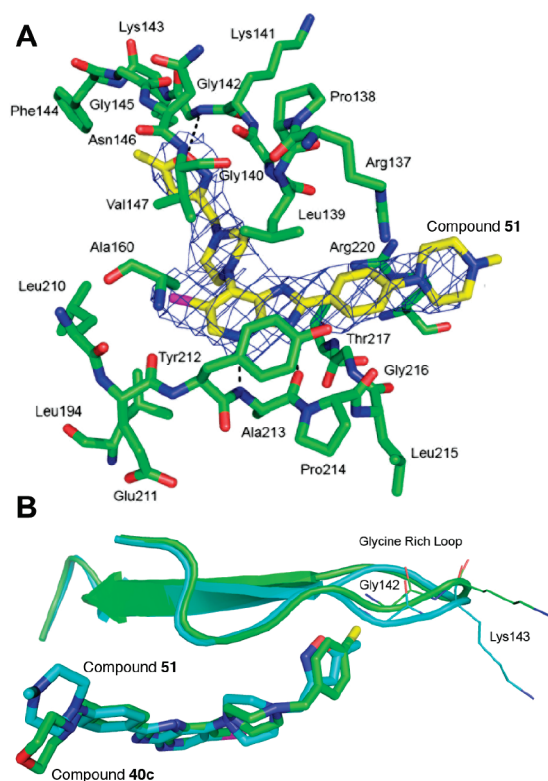 A
Lys143
Lys141
Gly142
Pro138
Phe144
Gly145
Asn146
Arg137
Gly140
Val147
Leu139
Compound 51
Ala160
Arg220
Leu210
Tyr212
Thr217
Gly216
Leu194
Ala213
Leu215
Pro214
Glu211
B
Glycine Rich Loop
Gly142
Lys143
Compound 51
Compound 40c